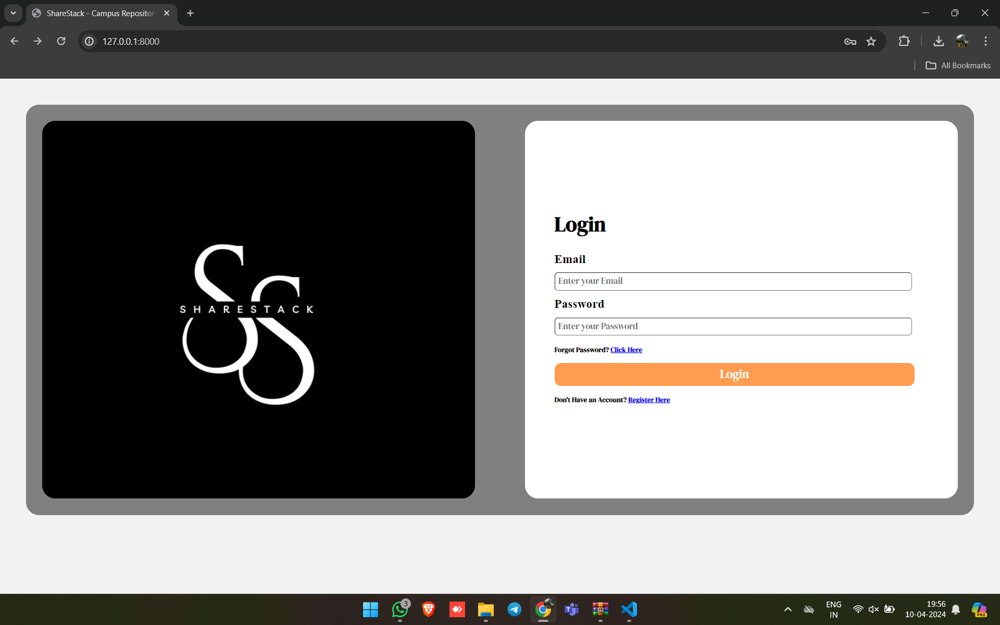 ShareStack - Campus Repositor
127.0.0.1:8000
All Bookmarks
SHARESTACK
Login
Email
Enter your Email
Password
Enter your Password
Forgot Password? Click Here
Login
Don't Have an Account? Register Here
3
T
ENG
IN
19:56
10-04-2024
PRE